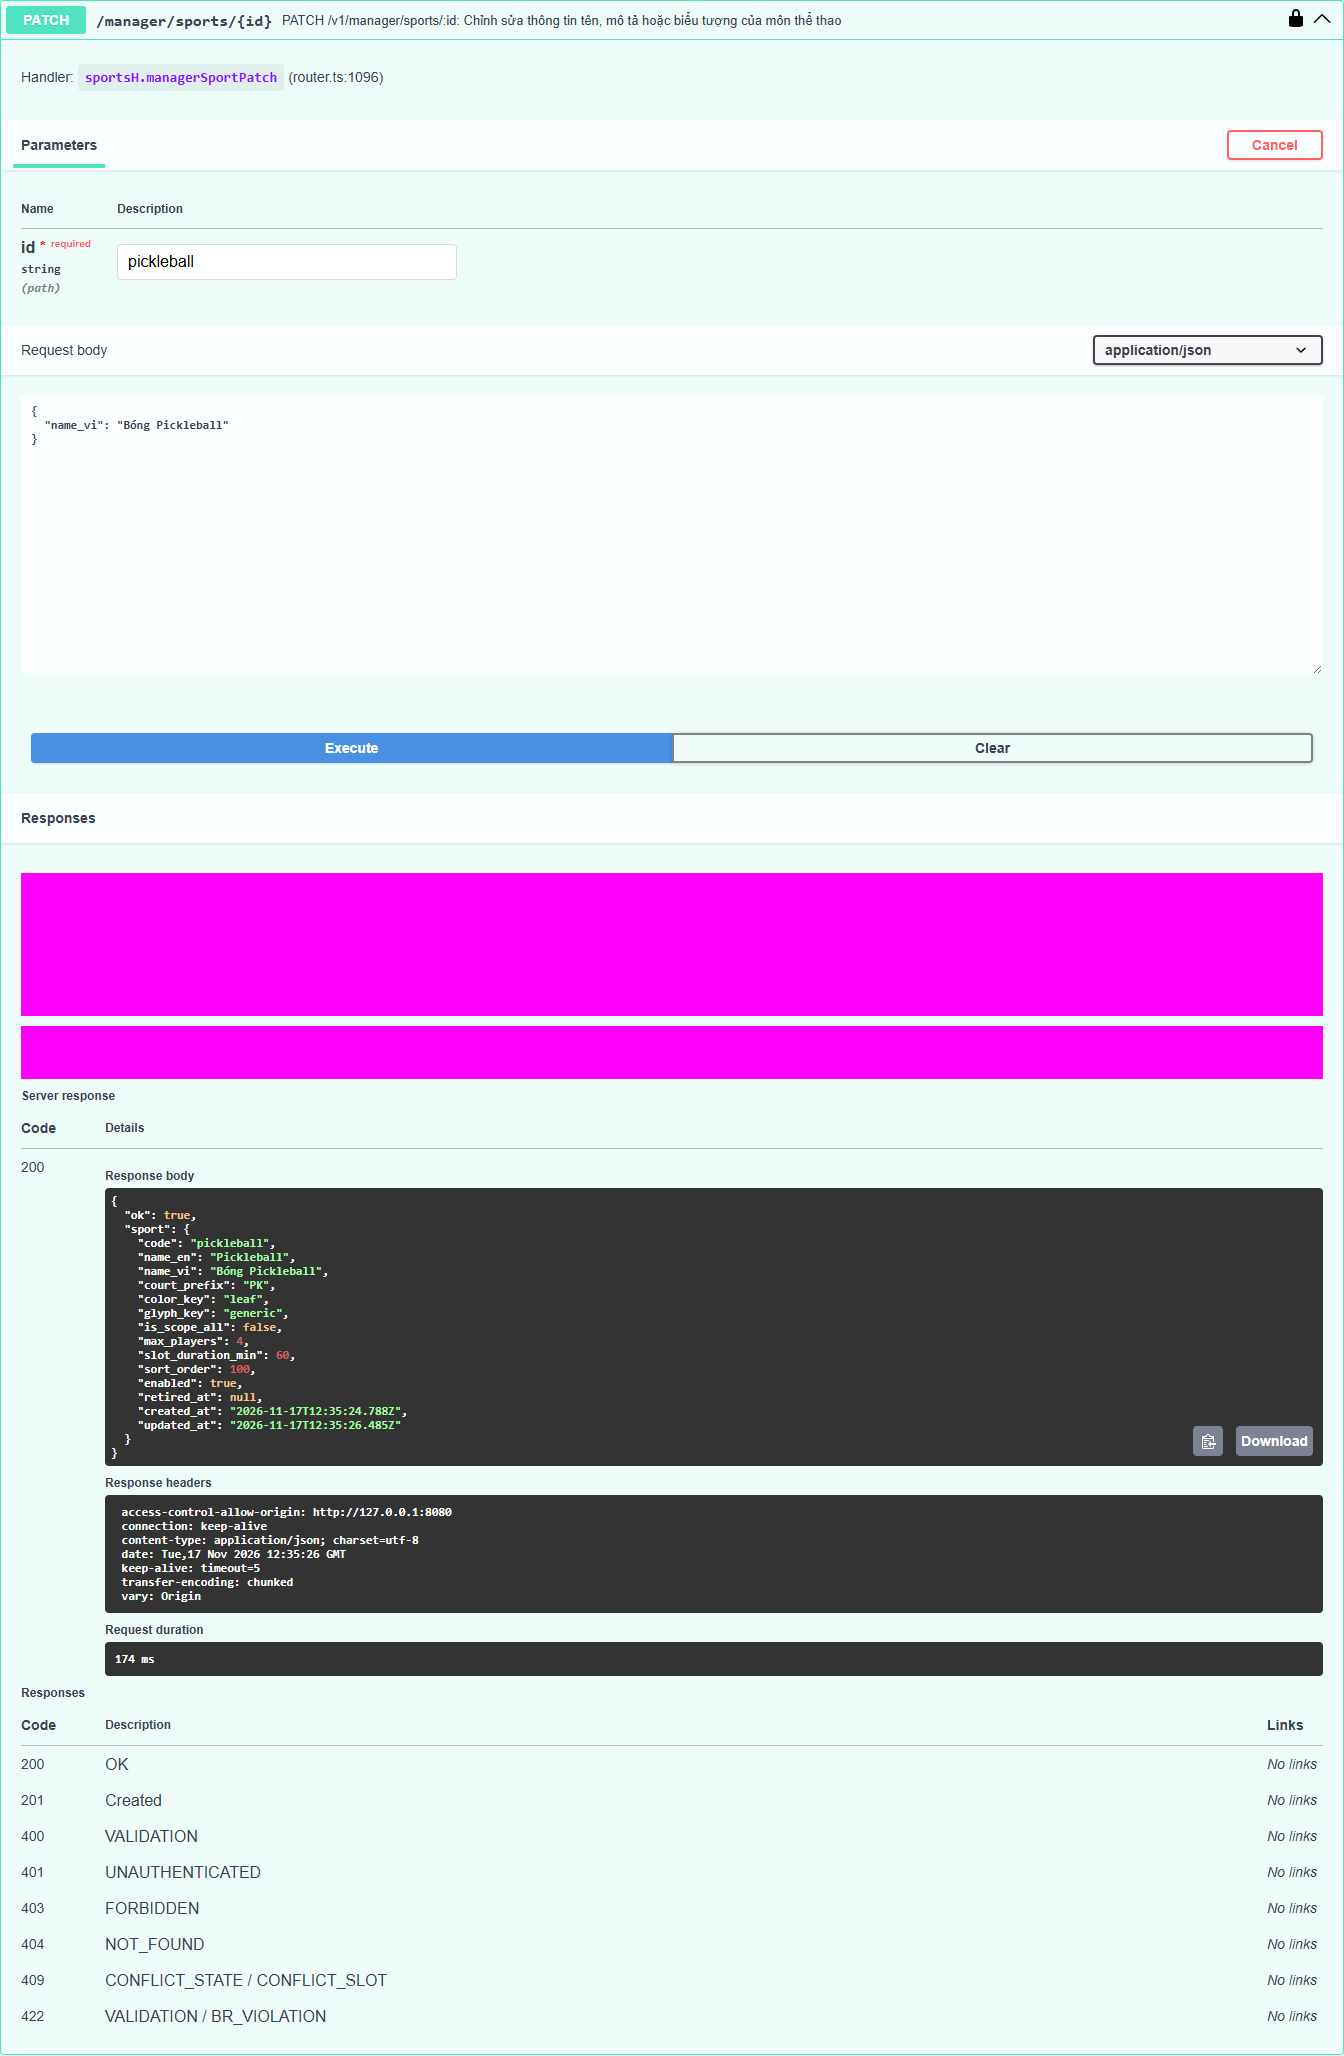 PATCH /manager/sports/{id} PATCH /v1/manager/sports/:id: Chỉnh sửa thông tin tên, mô tả hoặc biểu tượng của môn thể thao
Handler: sportsH.managerSportPatch (router.ts:1096)
Parameters
Cancel
Name Description
id * required
string
(path)
pickleball
Request body
application/json
{
  "name_vi": "Bóng Pickleball"
}
Execute
Clear
Responses
Server response
Code Details
200
Response body
{
  "ok": true,
  "sport": {
    "code": "pickleball",
    "name_en": "Pickleball",
    "name_vi": "Bóng Pickleball",
    "court_prefix": "PK",
    "color_key": "leaf",
    "glyph_key": "generic",
    "is_scope_all": false,
    "max_players": 4,
    "slot_duration_min": 60,
    "sort_order": 100,
    "enabled": true,
    "retired_at": null,
    "created_at": "2026-11-17T12:35:24.788Z",
    "updated_at": "2026-11-17T12:35:26.485Z"
  }
}
Download
Response headers
access-control-allow-origin: http://127.0.0.1:8080
connection: keep-alive
content-type: application/json; charset=utf-8
date: Tue,17 Nov 2026 12:35:26 GMT
keep-alive: timeout=5
transfer-encoding: chunked
vary: Origin
Request duration
174 ms
Responses
Code Description Links
200 OK No links
201 Created No links
400 VALIDATION No links
401 UNAUTHENTICATED No links
403 FORBIDDEN No links
404 NOT_FOUND No links
409 CONFLICT_STATE / CONFLICT_SLOT No links
422 VALIDATION / BR_VIOLATION No links